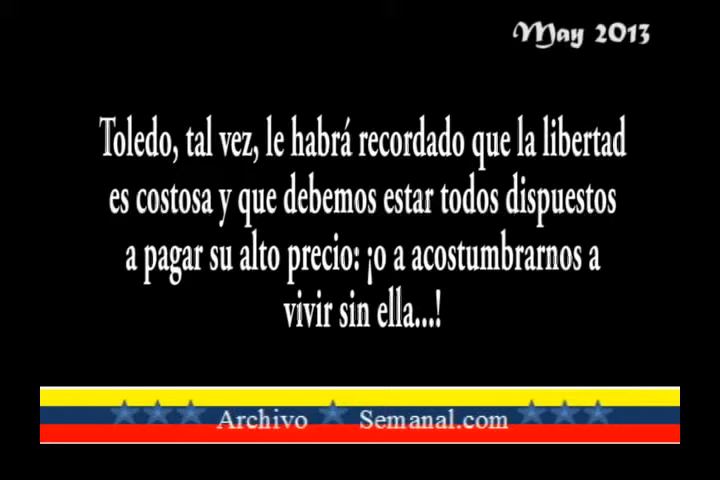 May 2013
Toledo, tal vez, le habrá recordado que la libertad
es costosa y que debemos estar todos dispuestos
a pagar su alto precio: ¡o a acostumbrarnos a
vivir sin ella...!
Archivo Semanal.com